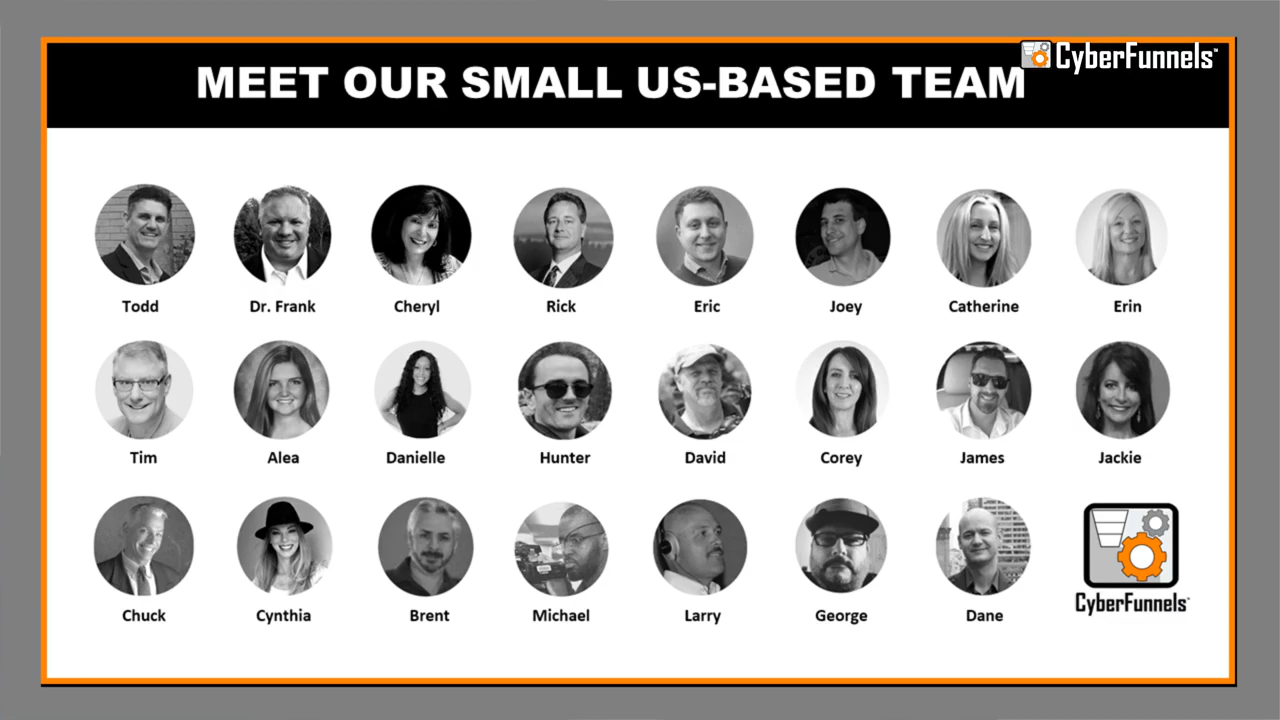 CyberFunnels™
MEET OUR SMALL US-BASED TEAM
Todd Dr. Frank Cheryl Rick Eric Joey Catherine Erin
Tim Alea Danielle Hunter David Corey James Jackie
Chuck Cynthia Brent Michael Larry George Dane
CyberFunnels™